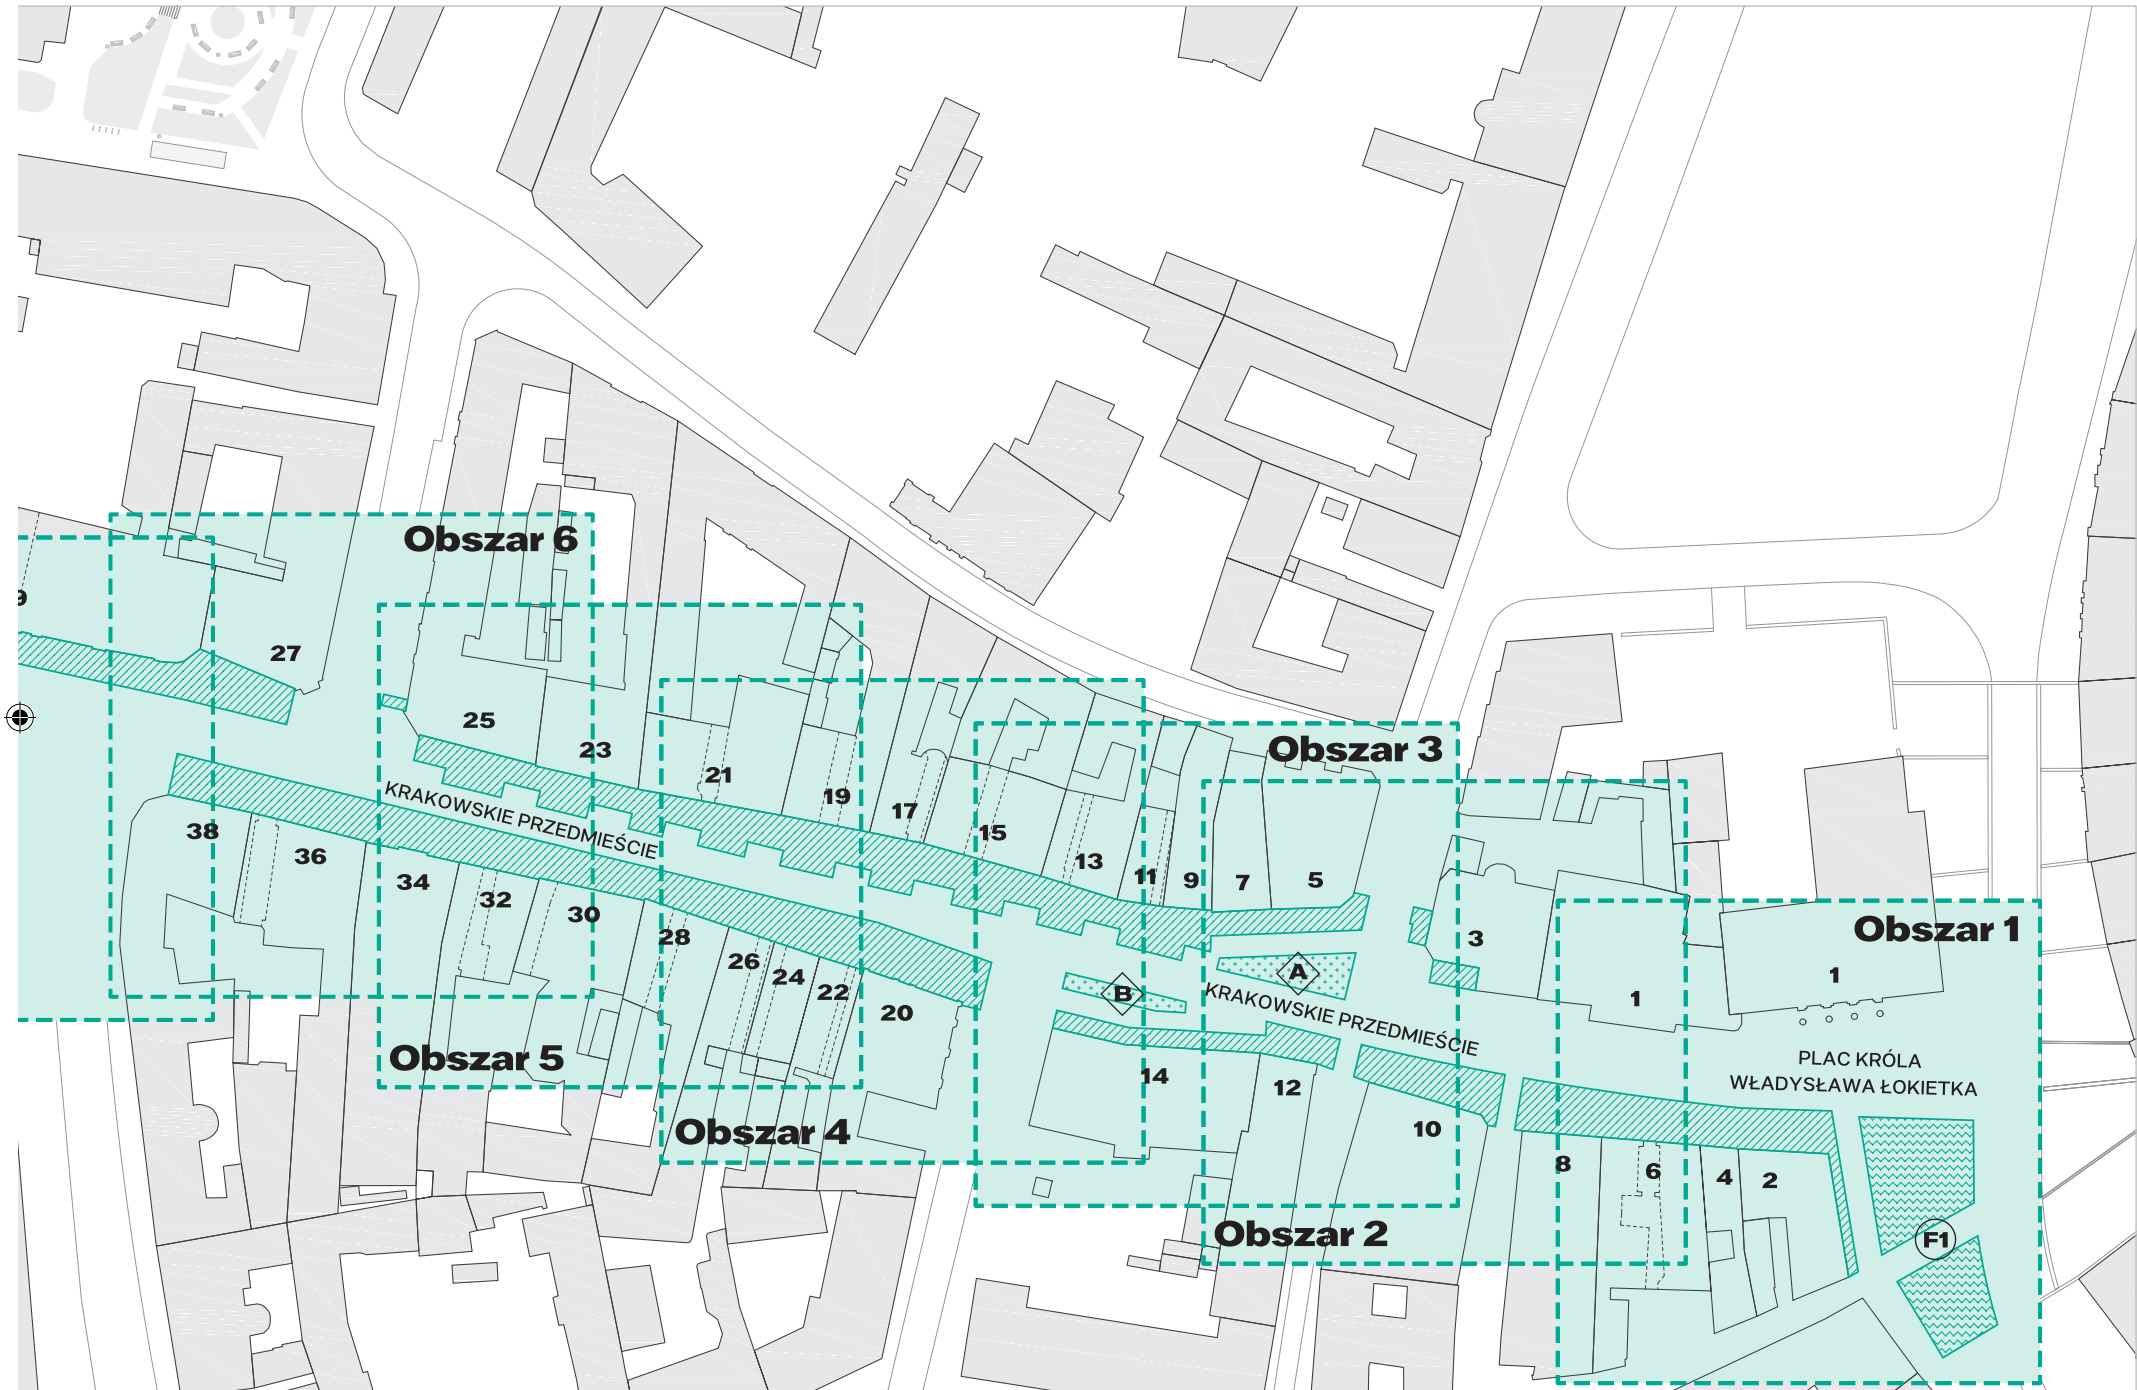 Obszar 6
9
27
25
23
Obszar 3
21
19
17
15
13
11
9
7
5
KRAKOWSKIE PRZEDMIEŚCIE
38
36
34
32
30
28
26
24
22
20
3
1
1
Obszar 1
A
B
KRAKOWSKIE PRZEDMIEŚCIE
PLAC KRÓLA
WŁADYSŁAWA ŁOKIETKA
Obszar 5
14
12
10
8
6
4
2
Obszar 4
Obszar 2
F1